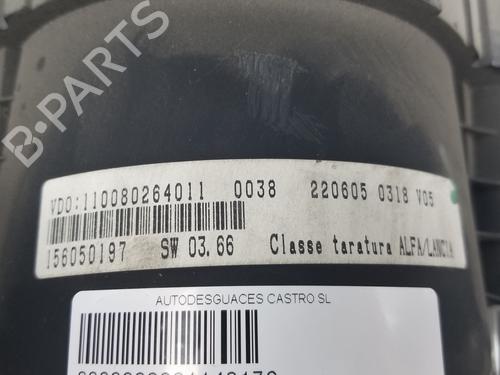 B-Parts
VDO:110080264011 0038 220605 0318 V05
156050197 SW 03.66 Classe taratura ALFA/LANCIA
AUTODESGUACES CASTRO SL